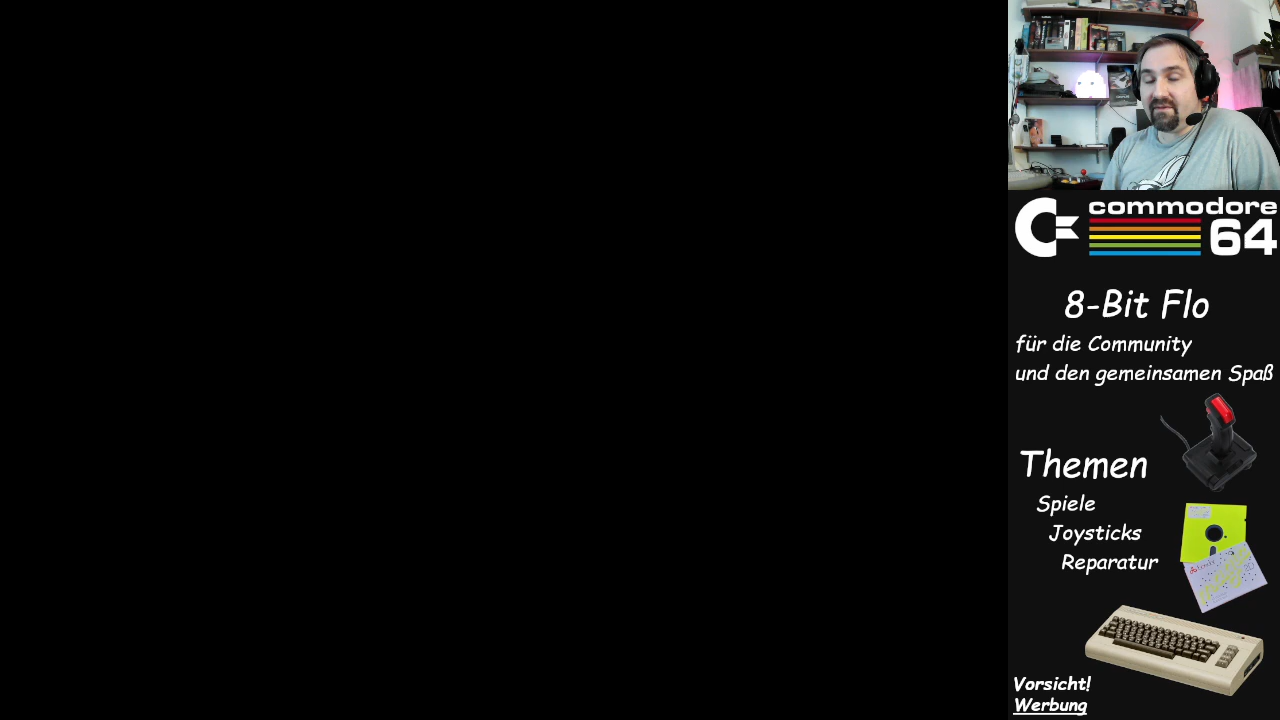 commodore
64
8-Bit Flo
für die Community
und den gemeinsamen Spaß
Themen
Spiele
Joysticks
Reparatur
Vorsicht!
Werbung